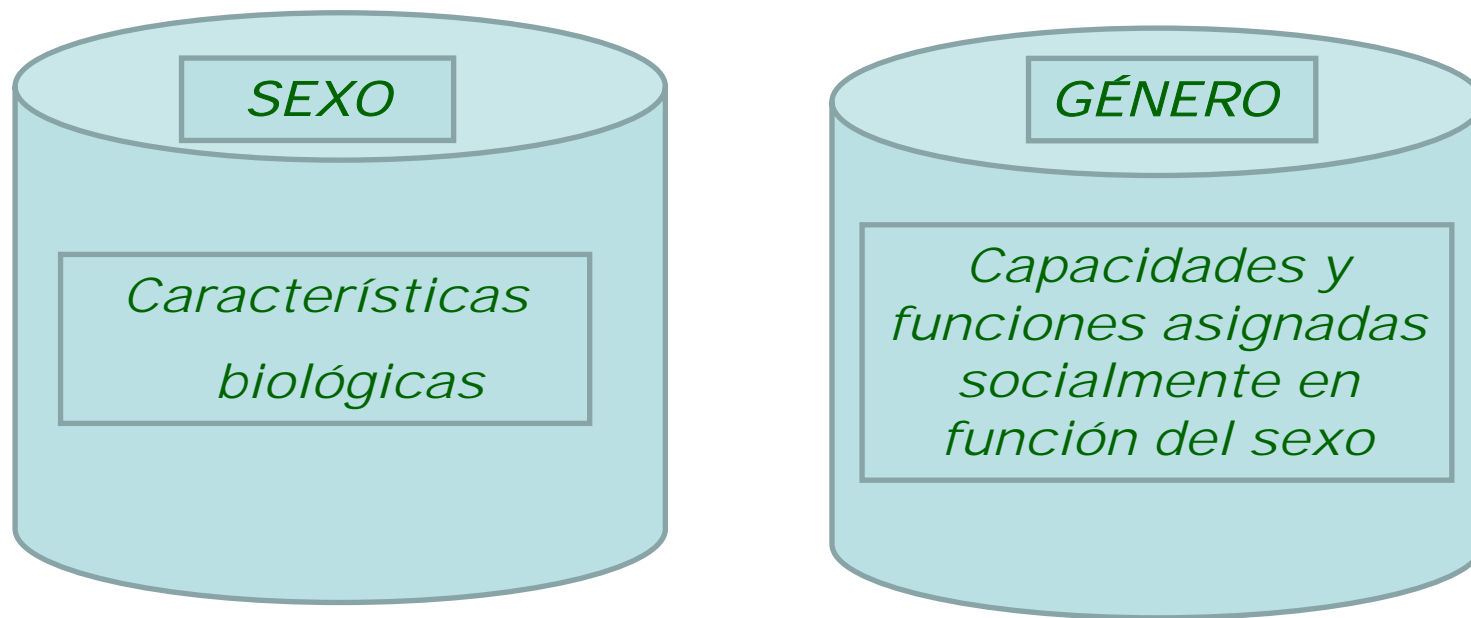 SEXO
Características
biológicas
GÉNERO
Capacidades y
funciones asignadas
socialmente en
función del sexo